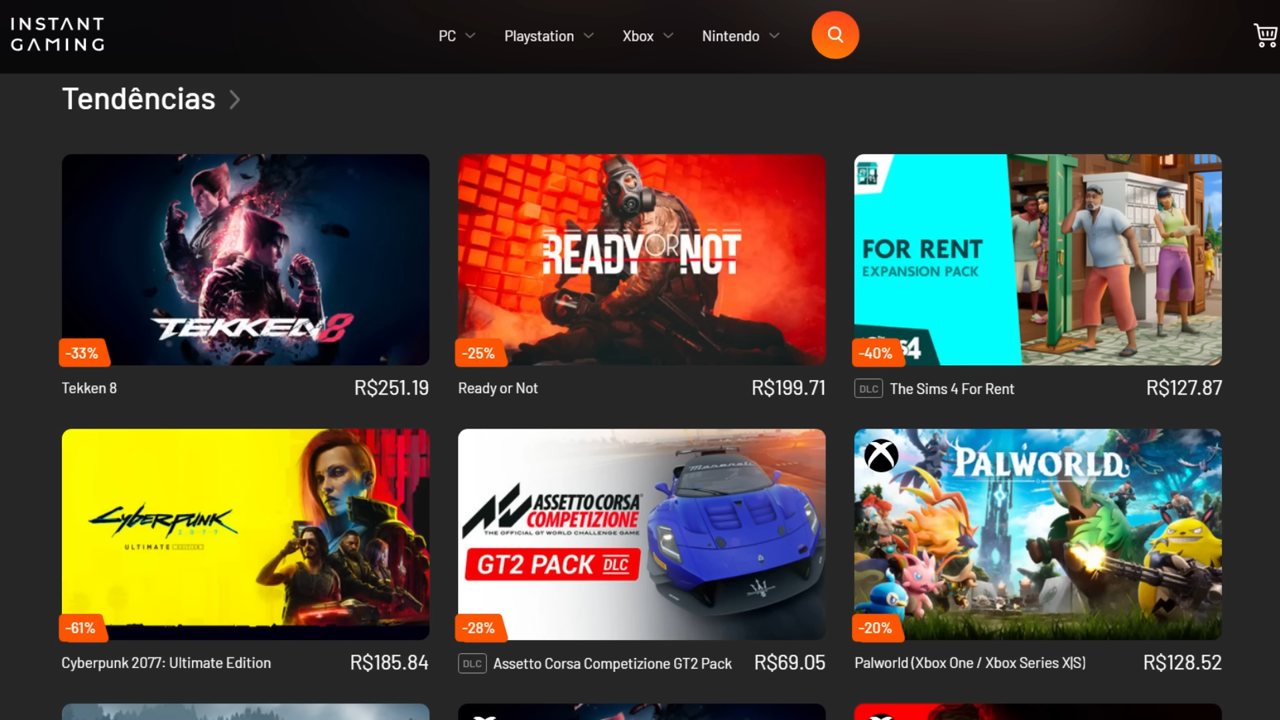 INSTANT
GAMING
PC
Playstation
Xbox
Nintendo
Tendências
TEKKEN 8
-33%
Tekken 8
R$251.19
READY OR NOT
-25%
Ready or Not
R$199.71
FOR RENT
EXPANSION PACK
-40%
DLC
The Sims 4 For Rent
R$127.87
Cyberpunk
2077
ULTIMATE EDITION
-61%
Cyberpunk 2077: Ultimate Edition
R$185.84
ASSETTO CORSA
COMPETIZIONE
THE OFFICIAL GT WORLD CHALLENGE GAME
GT2 PACK DLC
Maserati
-28%
DLC
Assetto Corsa Competizione GT2 Pack
R$69.05
PALWORLD
-20%
Palworld (Xbox One / Xbox Series X|S)
R$128.52